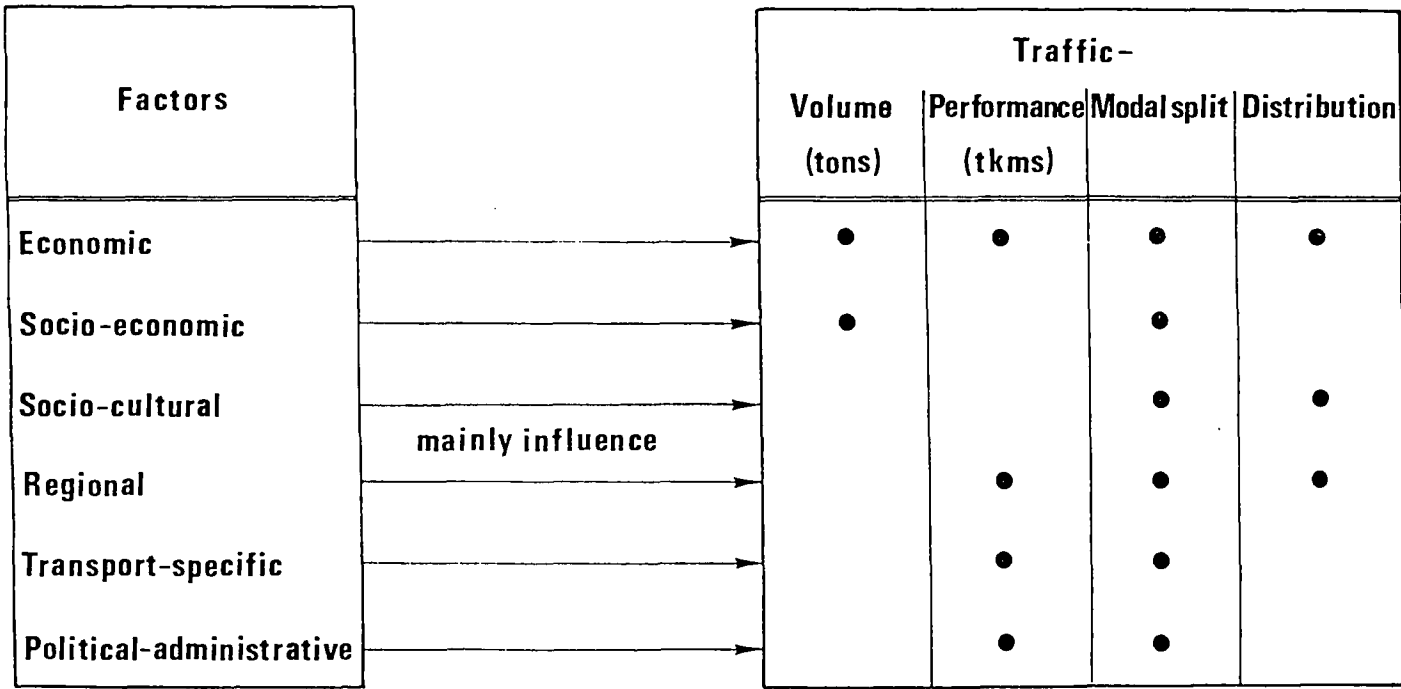 Factors
Traffic-
Volume Performance Modal split Distribution
(tons) (tkms)
Economic
Socio-economic
Socio-cultural
mainly influence
Regional
Transport-specific
Political-administrative